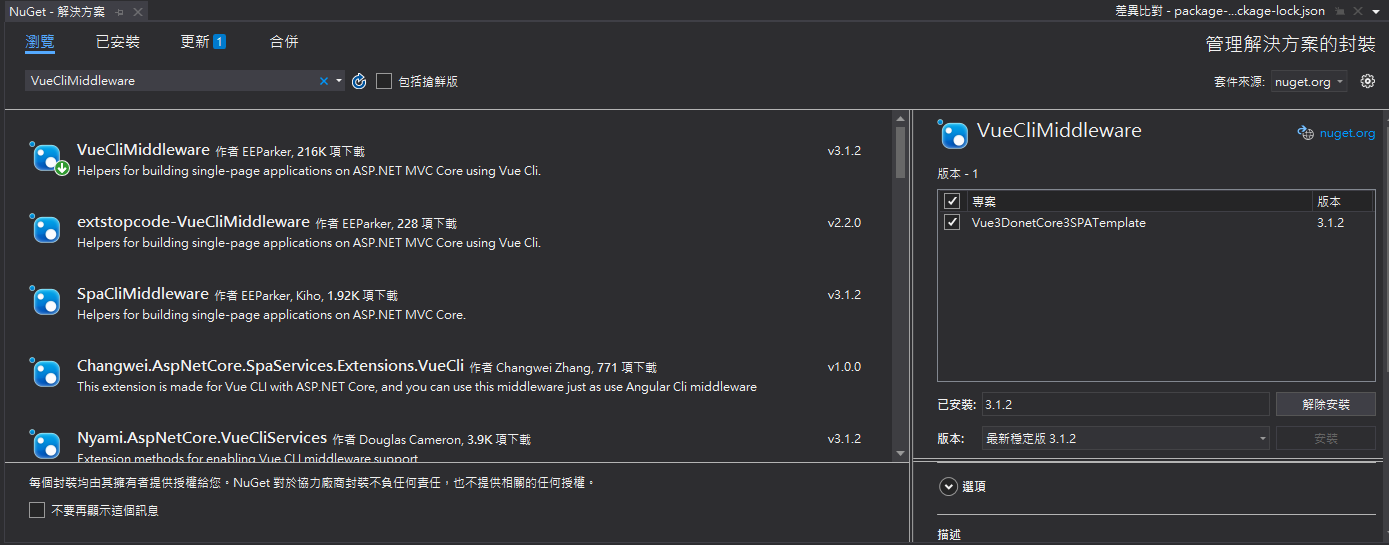 NuGet - 解決方案
差異比對 - package-...ckage-lock.json
瀏覽 已安裝 更新 1 合併
管理解決方案的封裝
VueCliMiddleware
包括搶鮮版
套件來源: nuget.org
VueCliMiddleware 作者 EEParker, 216K 項下載 v3.1.2
Helpers for building single-page applications on ASP.NET MVC Core using Vue Cli.
extstopcode-VueCliMiddleware 作者 EEParker, 228 項下載 v2.2.0
Helpers for building single-page applications on ASP.NET MVC Core using Vue Cli.
SpaCliMiddleware 作者 EEParker, Kiho, 1.92K 項下載 v3.1.2
Helpers for building single-page applications on ASP.NET MVC Core.
Changwei.AspNetCore.SpaServices.Extensions.VueCli 作者 Changwei Zhang, 771 項下載 v1.0.0
This extension is made for Vue CLI with ASP.NET Core, and you can use this middleware just as use Angular Cli middleware
Nyami.AspNetCore.VueCliServices 作者 Douglas Cameron, 3.9K 項下載 v3.1.2
Extension methods for enabling Vue CLI middleware support
每個封裝均由其擁有者提供授權給您。NuGet 對於協力廠商封裝不負任何責任，也不提供相關的任何授權。
不要再顯示這個訊息
VueCliMiddleware
nuget.org
版本 - 1
專案 版本
Vue3DonetCore3SPATemplate 3.1.2
已安裝: 3.1.2 解除安裝
版本: 最新穩定版 3.1.2 安裝
選項
描述